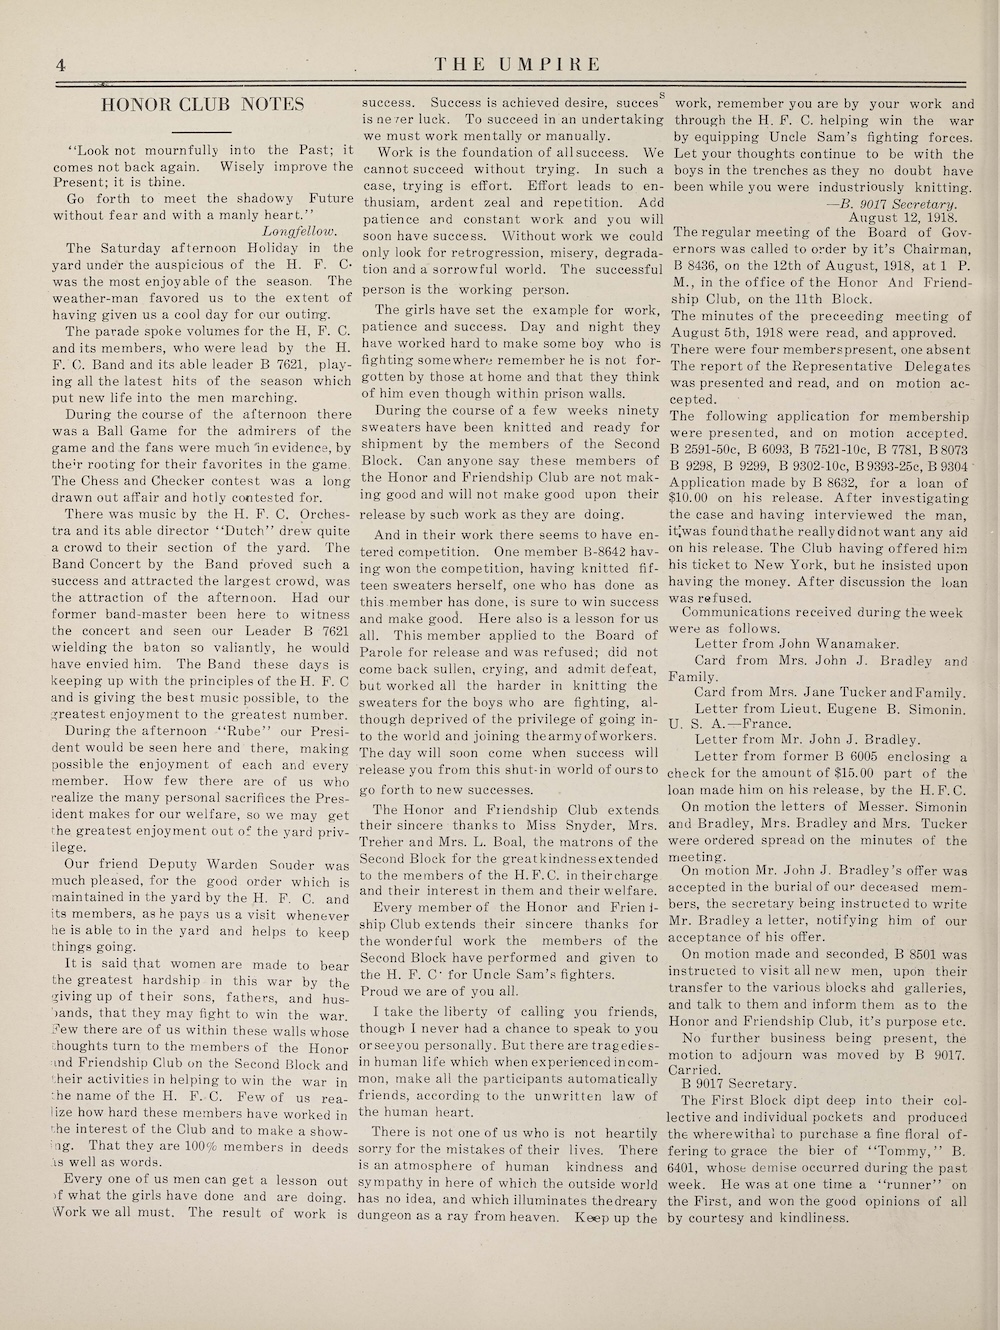 4
THE UMPIRE
HONOR CLUB NOTES
"Look not mournfully into the Past; it
comes not back again. Wisely improve the
Present; it is thine.
Go forth to meet the shadowy Future
without fear and with a manly heart."
Longfellow.
The Saturday afternoon Holiday in the
yard under the auspicious of the H. F. C.
was the most enjoyable of the season. The
weather-man favored us to the extent of
having given us a cool day for our outing.
The parade spoke volumes for the H, F. C.
and its members, who were lead by the H.
F. C. Band and its able leader B 7621, play-
ing all the latest hits of the season which
put new life into the men marching.
During the course of the afternoon there
was a Ball Game for the admirers of the
game and the fans were much in evidence, by
their rooting for their favorites in the game.
The Chess and Checker contest was a long
drawn out affair and hotly contested for.
There was music by the H. F. C. Orches-
tra and its able director "Dutch" drew quite
a crowd to their section of the yard. The
Band Concert by the Band proved such a
success and attracted the largest crowd, was
the attraction of the afternoon. Had our
former band-master been here to witness
the concert and seen our Leader B 7621
wielding the baton so valiantly, he would
have envied him. The Band these days is
keeping up with the principles of the H. F. C
and is giving the best music possible, to the
greatest enjoyment to the greatest number.
During the afternoon "Rube" our Presi-
dent would be seen here and there, making
possible the enjoyment of each and every
member. How few there are of us who
realize the many personal sacrifices the Pres-
ident makes for our welfare, so we may get
the greatest enjoyment out of the yard priv-
ilege.
Our friend Deputy Warden Souder was
much pleased, for the good order which is
maintained in the yard by the H. F. C. and
its members, as he pays us a visit whenever
he is able to in the yard and helps to keep
things going.
It is said that women are made to bear
the greatest hardship in this war by the
giving up of their sons, fathers, and hus-
bands, that they may fight to win the war.
Few there are of us within these walls whose
thoughts turn to the members of the Honor
and Friendship Club on the Second Block and
their activities in helping to win the war in
the name of the H. F. C. Few of us rea-
lize how hard these members have worked in
the interest of the Club and to make a show-
ing. That they are 100% members in deeds
as well as words.
Every one of us men can get a lesson out
of what the girls have done and are doing.
Work we all must. The result of work is
success. Success is achieved desire, success
is never luck. To succeed in an undertaking
we must work mentally or manually.
Work is the foundation of all success. We
cannot succeed without trying. In such a
case, trying is effort. Effort leads to en-
thusiam, ardent zeal and repetition. Add
patience and constant work and you will
soon have success. Without work we could
only look for retrogression, misery, degrada-
tion and a sorrowful world. The successful
person is the working person.
The girls have set the example for work,
patience and success. Day and night they
have worked hard to make some boy who is
fighting somewhere remember he is not for-
gotten by those at home and that they think
of him even though within prison walls.
During the course of a few weeks ninety
sweaters have been knitted and ready for
shipment by the members of the Second
Block. Can anyone say these members of
the Honor and Friendship Club are not mak-
ing good and will not make good upon their
release by such work as they are doing.
And in their work there seems to have en-
tered competition. One member B-8642 hav-
ing won the competition, having knitted fif-
teen sweaters herself, one who has done as
this member has done, is sure to win success
and make good. Here also is a lesson for us
all. This member applied to the Board of
Parole for release and was refused; did not
come back sullen, crying, and admit defeat,
but worked all the harder in knitting the
sweaters for the boys who are fighting, al-
though deprived of the privilege of going in-
to the world and joining the army of workers.
The day will soon come when success will
release you from this shut-in world of ours to
go forth to new successes.
The Honor and Friendship Club extends
their sincere thanks to Miss Snyder, Mrs.
Treher and Mrs. L. Boal, the matrons of the
Second Block for the great kindness extended
to the members of the H. F. C. in their charge
and their interest in them and their welfare.
Every member of the Honor and Friend-
ship Club extends their sincere thanks for
the wonderful work the members of the
Second Block have performed and given to
the H. F. C. for Uncle Sam's fighters.
Proud we are of you all.
I take the liberty of calling you friends,
though I never had a chance to speak to you
or see you personally. But there are tragedies-
in human life which when experienced in com-
mon, make all the participants automatically
friends, according to the unwritten law of
the human heart.
There is not one of us who is not heartily
sorry for the mistakes of their lives. There
is an atmosphere of human kindness and
sympathy in here of which the outside world
has no idea, and which illuminates the dreary
dungeon as a ray from heaven. Keep up the
work, remember you are by your work and
through the H. F. C. helping win the war
by equipping Uncle Sam's fighting forces.
Let your thoughts continue to be with the
boys in the trenches as they no doubt have
been while you were industriously knitting.
—B. 9017 Secretary.
August 12, 1918.
The regular meeting of the Board of Gov-
ernors was called to order by it's Chairman,
B 8436, on the 12th of August, 1918, at 1 P.
M., in the office of the Honor And Friend-
ship Club, on the 11th Block.
The minutes of the preceeding meeting of
August 5th, 1918 were read, and approved.
There were four members present, one absent
The report of the Representative Delegates
was presented and read, and on motion ac-
cepted.
The following application for membership
were presented, and on motion accepted.
B 2591-50c, B 6093, B 7521-10c, B 7781, B 8073
B 9298, B 9299, B 9302-10c, B 9393-25c, B 9304
Application made by B 8632, for a loan of
$10.00 on his release. After investigating
the case and having interviewed the man,
it was found that he really did not want any aid
on his release. The Club having offered him
his ticket to New York, but he insisted upon
having the money. After discussion the loan
was refused.
Communications received during the week
were as follows.
Letter from John Wanamaker.
Card from Mrs. John J. Bradley and
Family.
Card from Mrs. Jane Tucker and Family.
Letter from Lieut. Eugene B. Simonin.
U. S. A.—France.
Letter from Mr. John J. Bradley.
Letter from former B 6005 enclosing a
check for the amount of $15.00 part of the
loan made him on his release, by the H. F. C.
On motion the letters of Messer. Simonin
and Bradley, Mrs. Bradley and Mrs. Tucker
were ordered spread on the minutes of the
meeting.
On motion Mr. John J. Bradley's offer was
accepted in the burial of our deceased mem-
bers, the secretary being instructed to write
Mr. Bradley a letter, notifying him of our
acceptance of his offer.
On motion made and seconded, B 8501 was
instructed to visit all new men, upon their
transfer to the various blocks ahd galleries,
and talk to them and inform them as to the
Honor and Friendship Club, it's purpose etc.
No further business being present, the
motion to adjourn was moved by B 9017.
Carried.
B 9017 Secretary.
The First Block dipt deep into their col-
lective and individual pockets and produced
the wherewithal to purchase a fine floral of-
fering to grace the bier of "Tommy," B.
6401, whose demise occurred during the past
week. He was at one time a "runner" on
the First, and won the good opinions of all
by courtesy and kindliness.